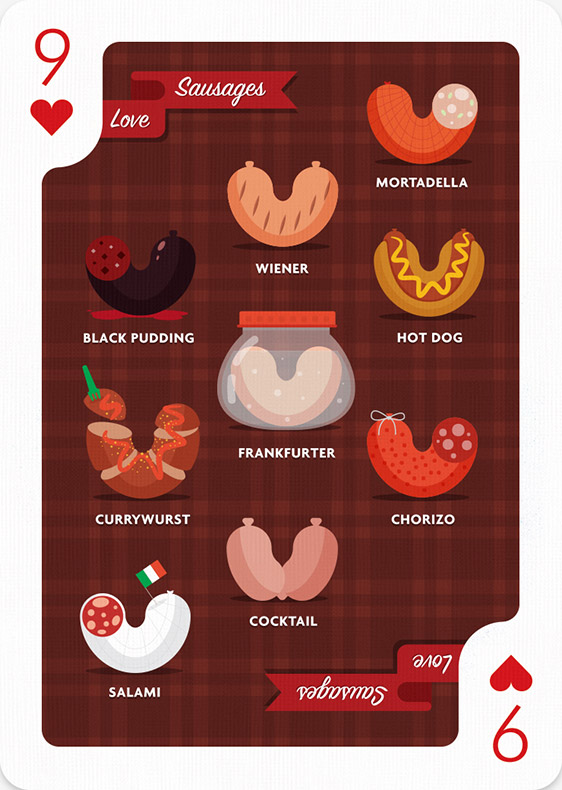 9
Love
Sausages
MORTADELLA
WIENER
BLACK PUDDING
HOT DOG
FRANKFURTER
CURRYWURST
CHORIZO
COCKTAIL
SALAMI
Love
Sausages
9